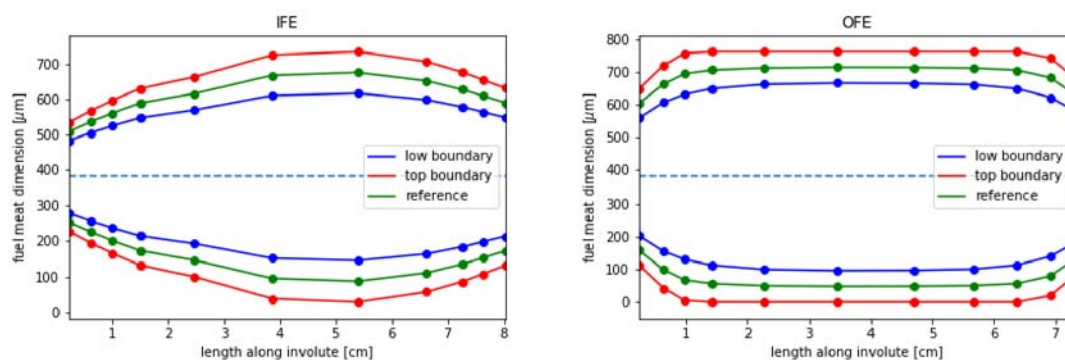 IFE
fuel meat dimension [μm]
700
600
500
400
300
200
100
0
low boundary
top boundary
reference
1
2
3
4
5
6
7
8
length along involute [cm]
OFE
fuel meat dimension [μm]
800
700
600
500
400
300
200
100
0
low boundary
top boundary
reference
1
2
3
4
5
6
7
length along involute [cm]